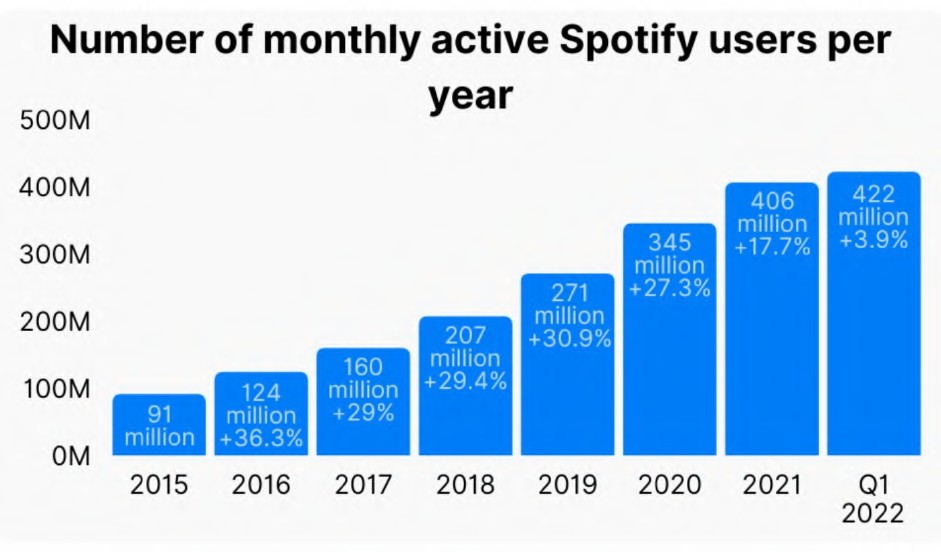 Number of monthly active Spotify users per
year
500M
400M
300M
200M
100M
0M
91
million
124
million
+36.3%
160
million
+29%
207
million
+29.4%
271
million
+30.9%
345
million
+27.3%
406
million
+17.7%
422
million
+3.9%
2015
2016
2017
2018
2019
2020
2021
Q1
2022